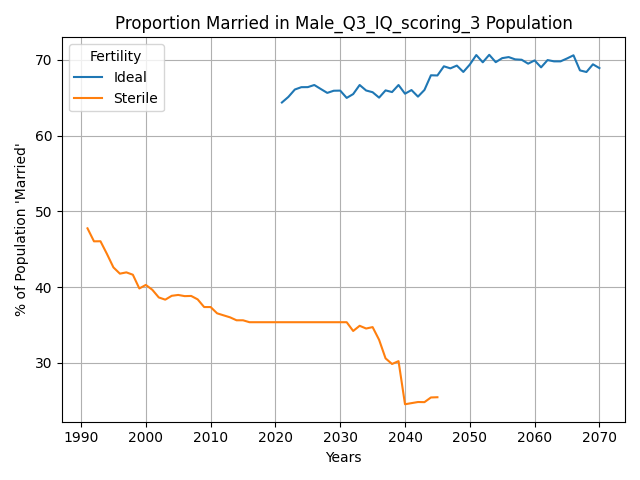 Proportion Married in Male_Q3_IQ_scoring_3 Population
Fertility
Ideal
Sterile
% of Population 'Married'
70
60
50
40
30
1990
2000
2010
2020
2030
2040
2050
2060
2070
Years